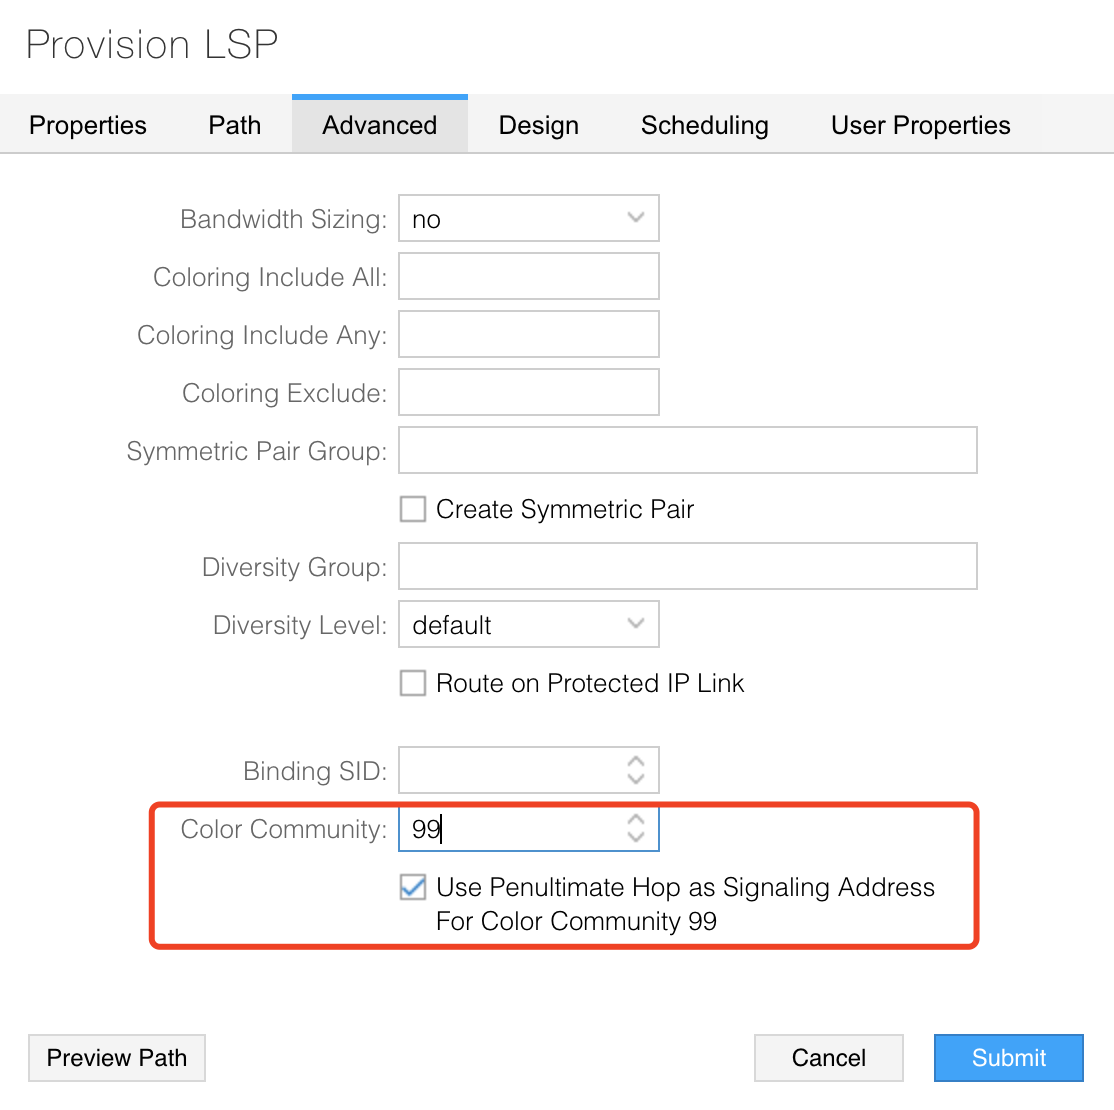 Provision LSP
Properties Path Advanced Design Scheduling User Properties
Bandwidth Sizing: no
Coloring Include All:
Coloring Include Any:
Coloring Exclude:
Symmetric Pair Group:
Create Symmetric Pair
Diversity Group:
Diversity Level: default
Route on Protected IP Link
Binding SID:
Color Community: 99
Use Penultimate Hop as Signaling Address
For Color Community 99
Preview Path Cancel Submit